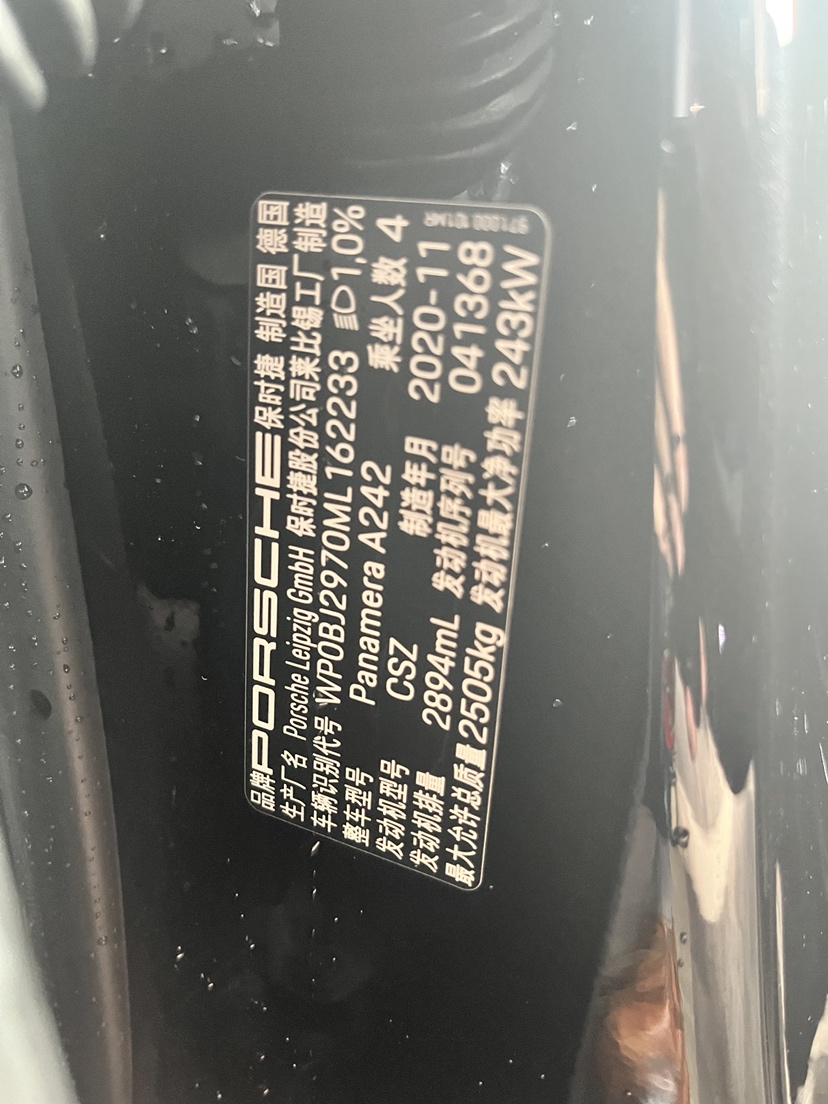 品牌 PORSCHE 保时捷 制造国 德国
生产厂名 Porsche Leipzig GmbH 保时捷股份公司莱比锡工厂制造
车辆识别代号 WP0BJ2970ML162233 1,0%
整车型号 Panamera A242 乘坐人数 4
发动机型号 CSZ 制造年月 2020-11
发动机排量 2894mL 发动机序列号 041368
最大允许总质量 2505kg 发动机最大净功率 243kW